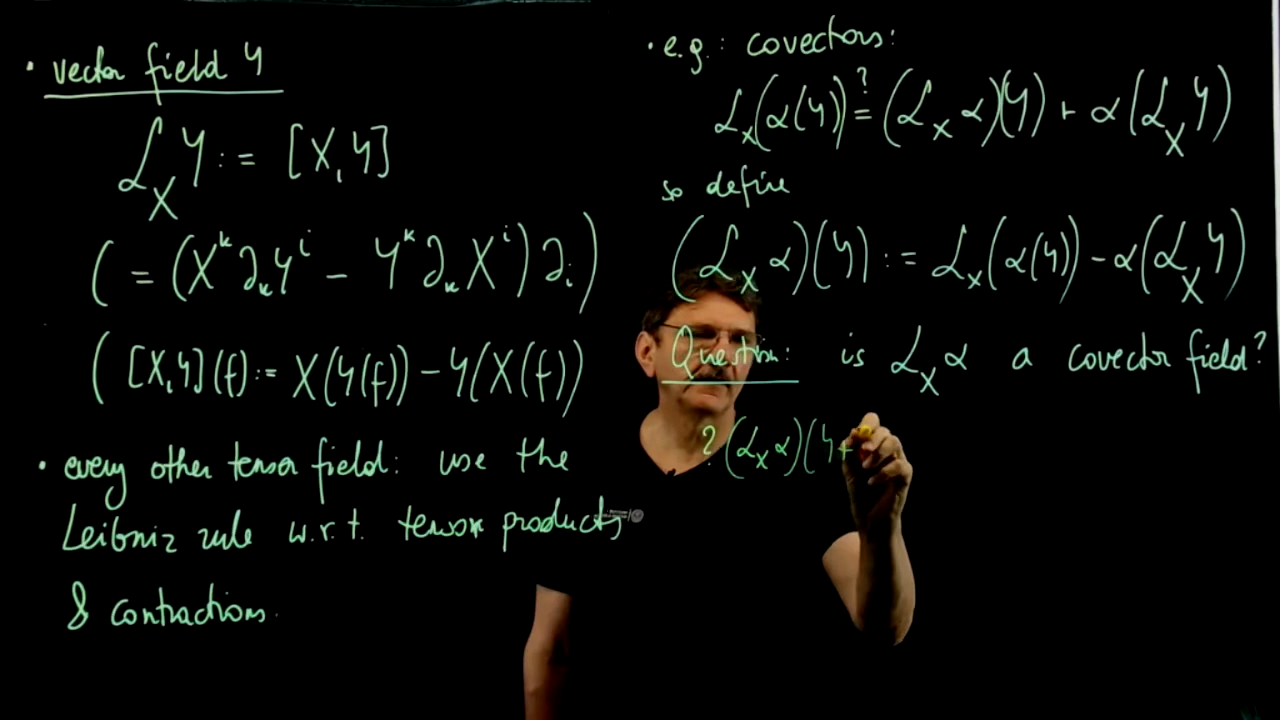 • vector field Y
ℒ_X Y := [X, Y]
( = (X^k ∂_k Y^i − Y^k ∂_k X^i) ∂_i )
( [X, Y](f) := X(Y(f)) − Y(X(f))
• every other tensor field: use the
Leibniz rule w.r.t. tensor products
& contractions.
• e.g.: covectors:
ℒ_X(α(Y)) ?= (ℒ_X α)(Y) + α(ℒ_X Y)
so define
(ℒ_X α)(Y) := ℒ_X(α(Y)) − α(ℒ_X Y)
Question: is ℒ_X α a covector field?
? (ℒ_X α)(Y +